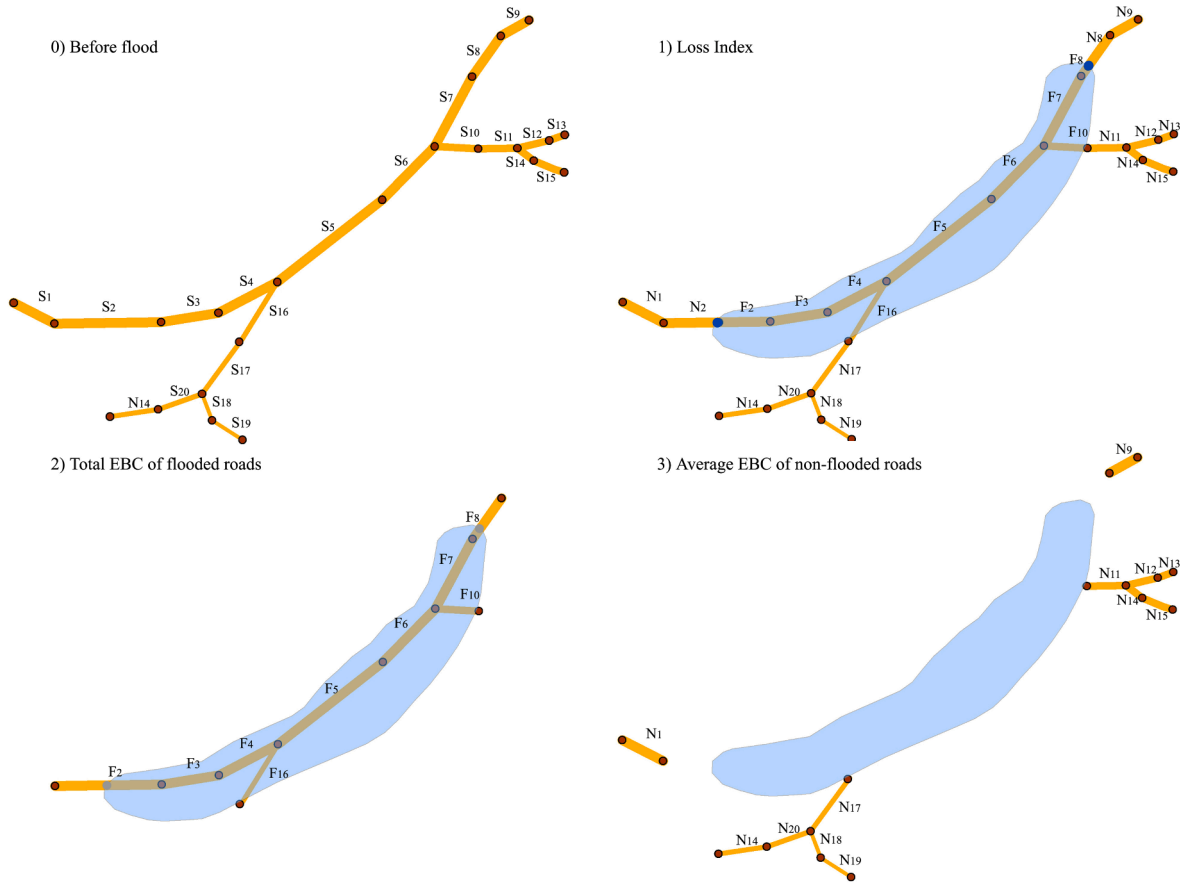 0) Before flood
S9
S8
S7
S13
S12
S10
S11
S14
S15
S6
S5
S4
S3
S2
S1
S16
S17
S20
N14
S18
S19
1) Loss Index
N9
N8
F8
F7
N13
N12
F10
N11
N14
N15
F6
F5
F4
F3
F2
N2
N1
F16
N17
N20
N14
N18
N19
2) Total EBC of flooded roads
F8
F7
F10
F6
F5
F4
F3
F2
F16
3) Average EBC of non-flooded roads
N9
N13
N12
N11
N14
N15
N1
N17
N20
N14
N18
N19